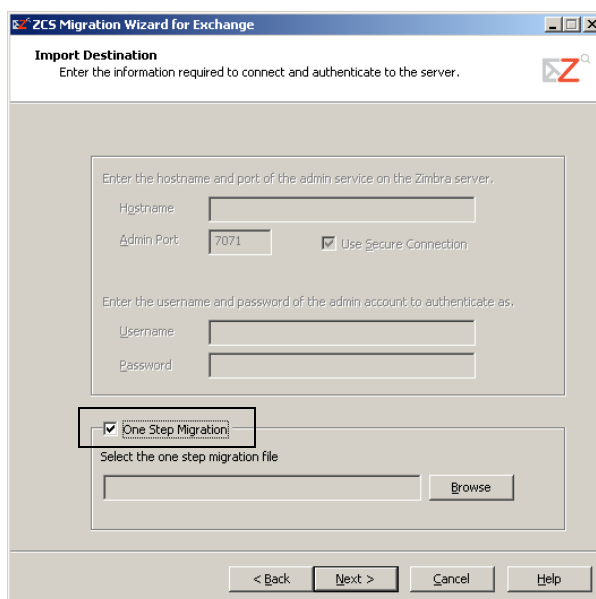 ZCS Migration Wizard for Exchange
Import Destination
Enter the information required to connect and authenticate to the server.
Enter the hostname and port of the admin service on the Zimbra server.
Hostname
Admin Port 7071 Use Secure Connection
Enter the username and password of the admin account to authenticate as.
Username
Password
One Step Migration
Select the one step migration file
Browse
< Back Next > Cancel Help